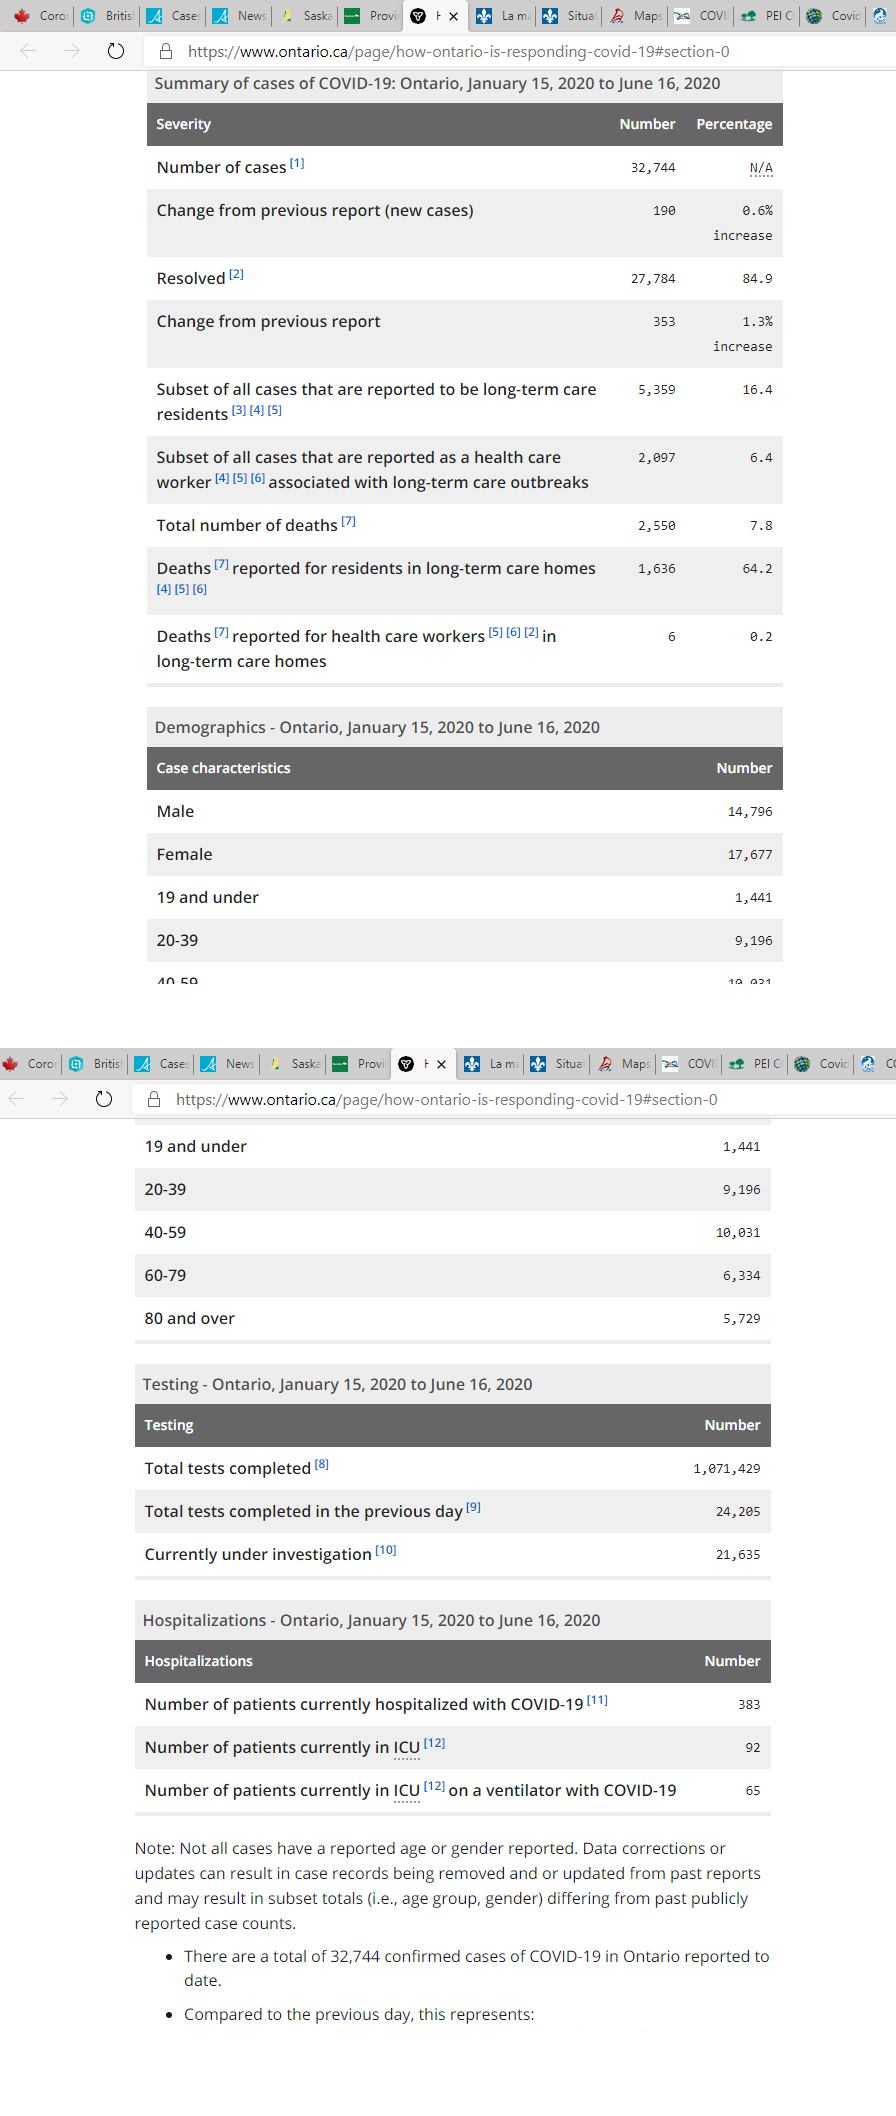 Coro Britis Case News Saska Provi H La ma Situat Maps COVI PEI C Covid
https://www.ontario.ca/page/how-ontario-is-responding-covid-19#section-0
Summary of cases of COVID-19: Ontario, January 15, 2020 to June 16, 2020
Severity Number Percentage
Number of cases [1] 32,744 N/A
Change from previous report (new cases) 190 0.6%
increase
Resolved [2] 27,784 84.9
Change from previous report 353 1.3%
increase
Subset of all cases that are reported to be long-term care 5,359 16.4
residents [3] [4] [5]
Subset of all cases that are reported as a health care 2,097 6.4
worker [4] [5] [6] associated with long-term care outbreaks
Total number of deaths [7] 2,550 7.8
Deaths [7] reported for residents in long-term care homes 1,636 64.2
[4] [5] [6]
Deaths [7] reported for health care workers [5] [6] [2] in 6 0.2
long-term care homes
Demographics - Ontario, January 15, 2020 to June 16, 2020
Case characteristics Number
Male 14,796
Female 17,677
19 and under 1,441
20-39 9,196
40-59 10,031
Coro Britis Case News Saska Provi H La ma Situa Maps COVI PEI C Covid CO
https://www.ontario.ca/page/how-ontario-is-responding-covid-19#section-0
19 and under 1,441
20-39 9,196
40-59 10,031
60-79 6,334
80 and over 5,729
Testing - Ontario, January 15, 2020 to June 16, 2020
Testing Number
Total tests completed [8] 1,071,429
Total tests completed in the previous day [9] 24,205
Currently under investigation [10] 21,635
Hospitalizations - Ontario, January 15, 2020 to June 16, 2020
Hospitalizations Number
Number of patients currently hospitalized with COVID-19 [11] 383
Number of patients currently in ICU [12] 92
Number of patients currently in ICU [12] on a ventilator with COVID-19 65
Note: Not all cases have a reported age or gender reported. Data corrections or
updates can result in case records being removed and or updated from past reports
and may result in subset totals (i.e., age group, gender) differing from past publicly
reported case counts.
• There are a total of 32,744 confirmed cases of COVID-19 in Ontario reported to
date.
• Compared to the previous day, this represents: